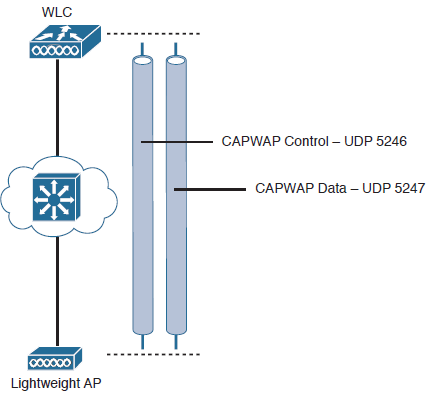 WLC
CAPWAP Control – UDP 5246
CAPWAP Data – UDP 5247
Lightweight AP